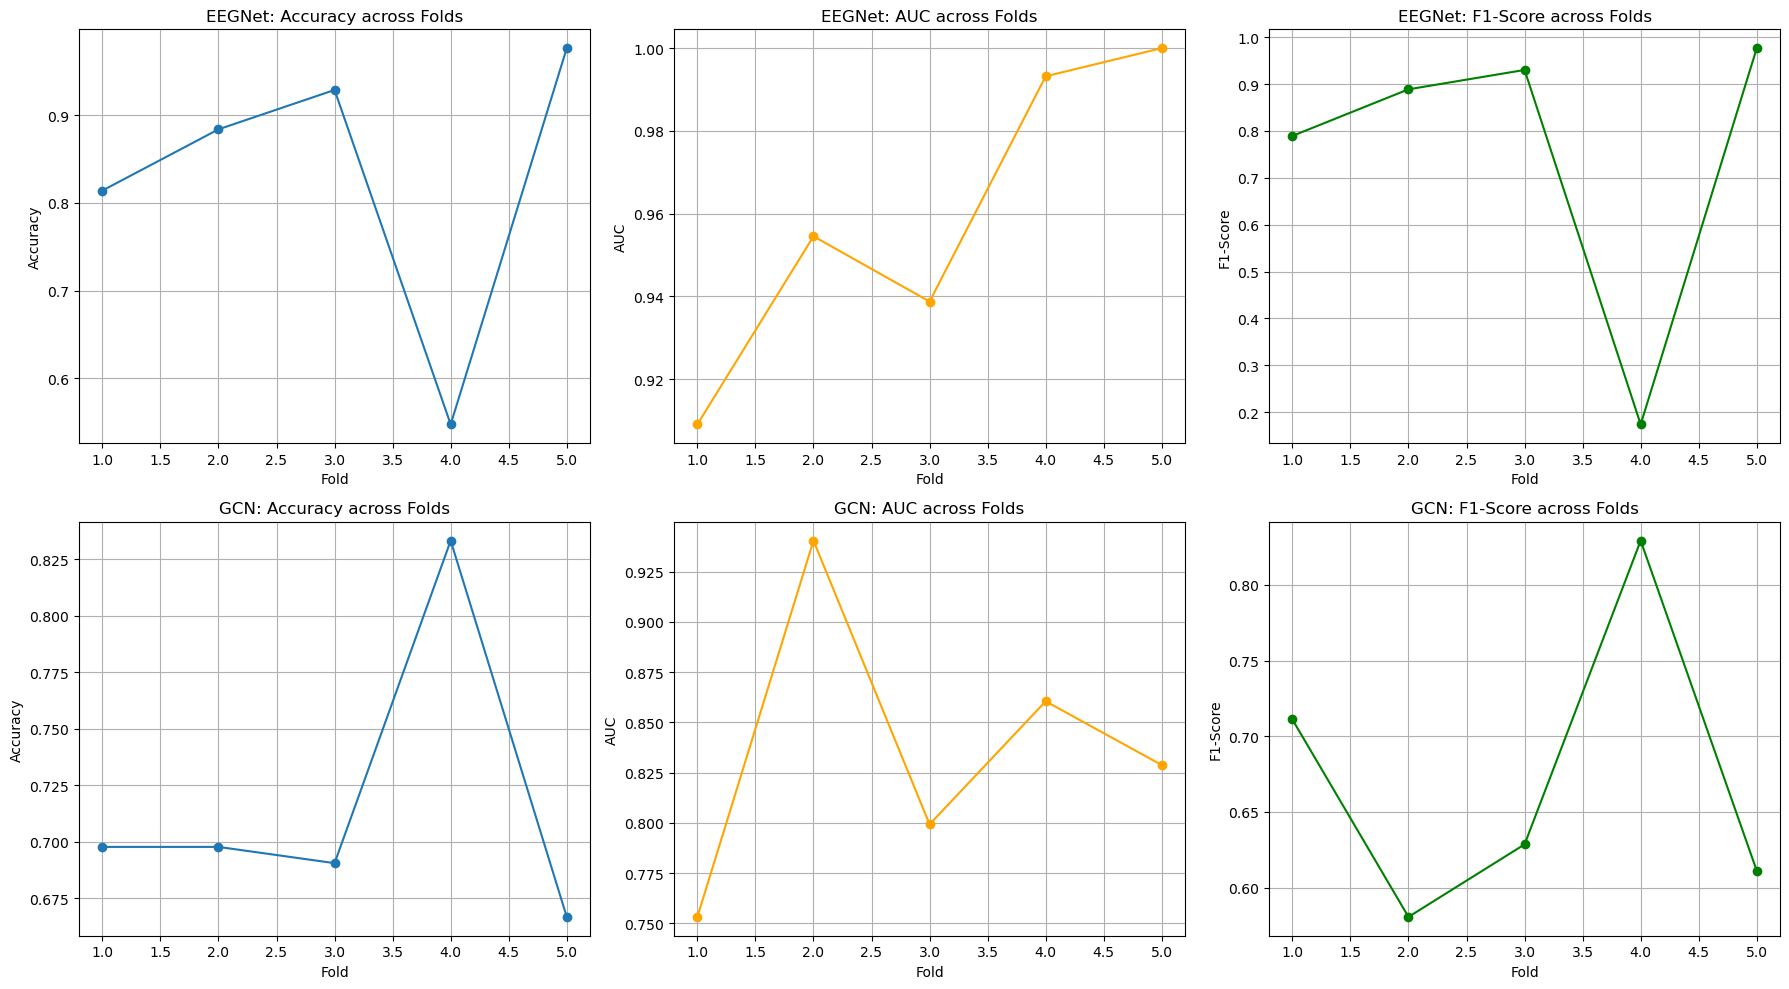 EEGNet: Accuracy across Folds
Accuracy
0.9
0.8
0.7
0.6
1.0 1.5 2.0 2.5 3.0 3.5 4.0 4.5 5.0
Fold
EEGNet: AUC across Folds
AUC
1.00
0.98
0.96
0.94
0.92
1.0 1.5 2.0 2.5 3.0 3.5 4.0 4.5 5.0
Fold
EEGNet: F1-Score across Folds
F1-Score
1.0
0.9
0.8
0.7
0.6
0.5
0.4
0.3
0.2
1.0 1.5 2.0 2.5 3.0 3.5 4.0 4.5 5.0
Fold
GCN: Accuracy across Folds
Accuracy
0.825
0.800
0.775
0.750
0.725
0.700
0.675
1.0 1.5 2.0 2.5 3.0 3.5 4.0 4.5 5.0
Fold
GCN: AUC across Folds
AUC
0.925
0.900
0.875
0.850
0.825
0.800
0.775
0.750
1.0 1.5 2.0 2.5 3.0 3.5 4.0 4.5 5.0
Fold
GCN: F1-Score across Folds
F1-Score
0.80
0.75
0.70
0.65
0.60
1.0 1.5 2.0 2.5 3.0 3.5 4.0 4.5 5.0
Fold